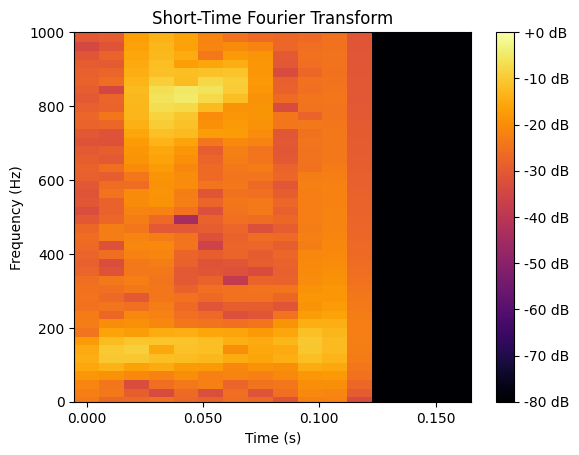 Short-Time Fourier Transform
Frequency (Hz)
1000
800
600
400
200
0
0.000
0.050
0.100
0.150
Time (s)
+0 dB
-10 dB
-20 dB
-30 dB
-40 dB
-50 dB
-60 dB
-70 dB
-80 dB